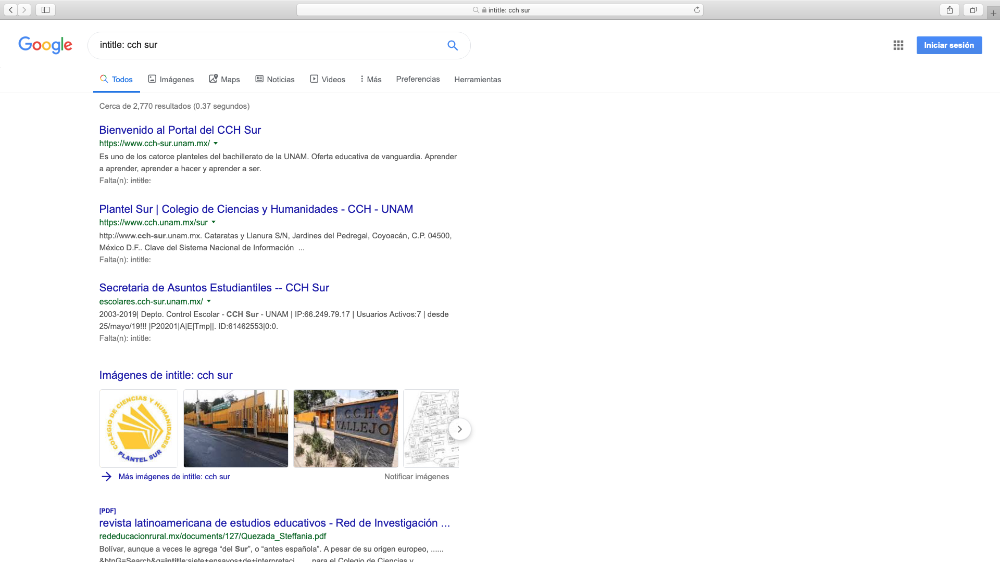 intitle: cch sur
Google
intitle: cch sur
Iniciar sesión
Todos
Imágenes
Maps
Noticias
Videos
Más
Preferencias
Herramientas
Cerca de 2,770 resultados (0.37 segundos)
Bienvenido al Portal del CCH Sur
https://www.cch-sur.unam.mx/
Es uno de los catorce planteles del bachillerato de la UNAM. Oferta educativa de vanguardia. Aprender
a aprender, aprender a hacer y aprender a ser.
Falta(n): intitle:
Plantel Sur | Colegio de Ciencias y Humanidades - CCH - UNAM
https://www.cch.unam.mx/sur
http://www.cch-sur.unam.mx. Cataratas y Llanura S/N, Jardines del Pedregal, Coyoacán, C.P. 04500,
México D.F.. Clave del Sistema Nacional de Información ...
Falta(n): intitle:
Secretaria de Asuntos Estudiantiles -- CCH Sur
escolares.cch-sur.unam.mx/
2003-2019| Depto. Control Escolar - CCH Sur - UNAM | IP:66.249.79.17 | Usuarios Activos:7 | desde
25/mayo/19!!! |P20201|A|E|Tmp||. ID:61462553|0:0.
Falta(n): intitle:
Imágenes de intitle: cch sur
COLEGIO DE CIENCIAS Y HUMANIDADES
PLANTEL SUR
C.C.H.
VALLEJO
Más imágenes de intitle: cch sur
Notificar imágenes
[PDF]
revista latinoamericana de estudios educativos - Red de Investigación ...
rededucacionrural.mx/documents/127/Quezada_Steffania.pdf
Bolívar, aunque a veces le agrega “del Sur”, o “antes española”. A pesar de su origen europeo, ......
&btnG=Search&q=intitle:siete+ensayos+de+interpretaci ... ... para el Colegio de Ciencias y